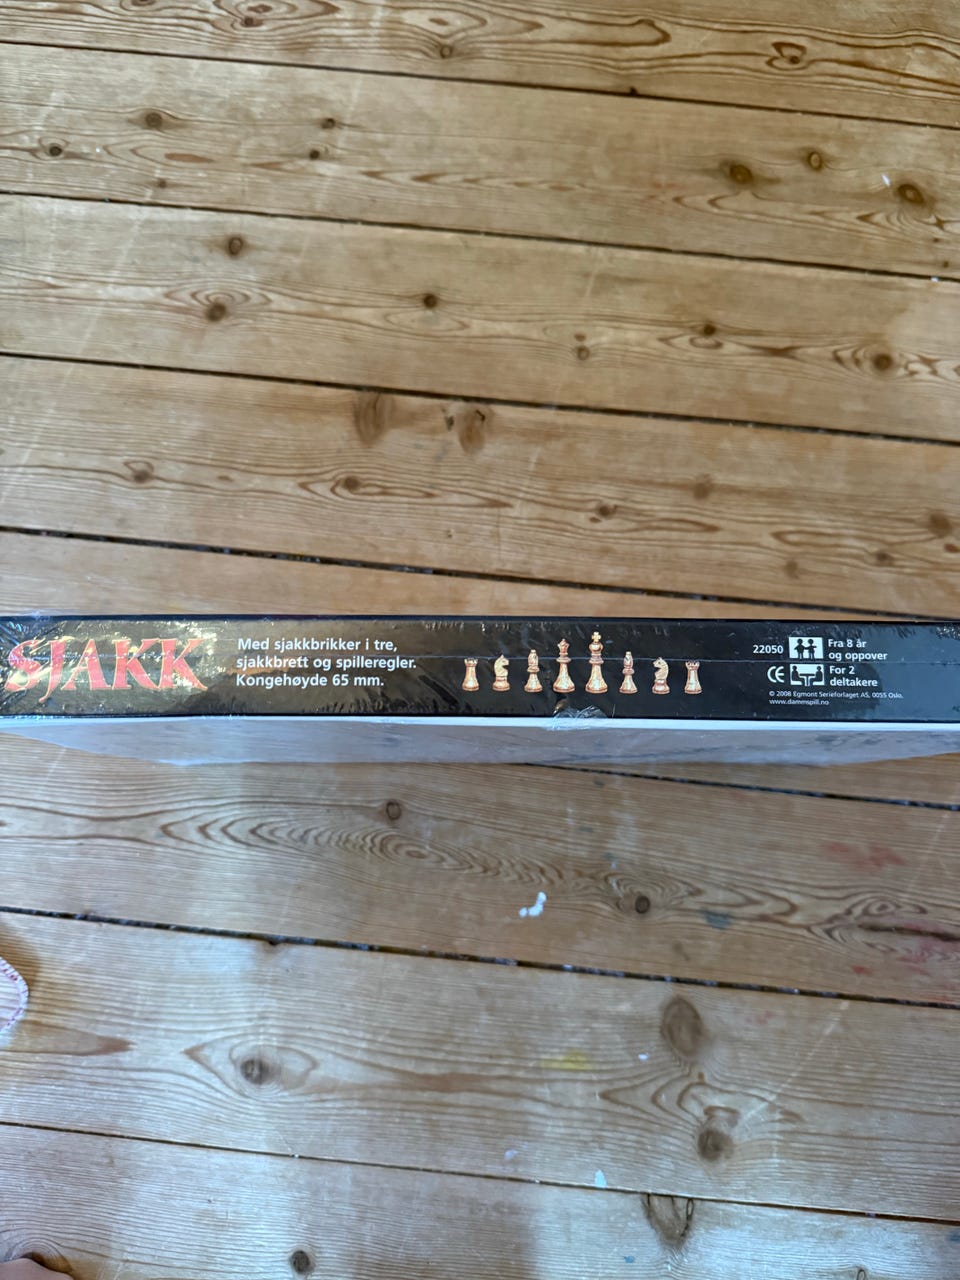 SJAKK
Med sjakkbrikker i tre,
sjakkbrett og spilleregler.
Kongehøyde 65 mm.
22050
Fra 8 år
og oppover
CE
For 2
deltakere
© 2008 Egmont Serieforlaget AS, 0055 Oslo.
www.dammspill.no